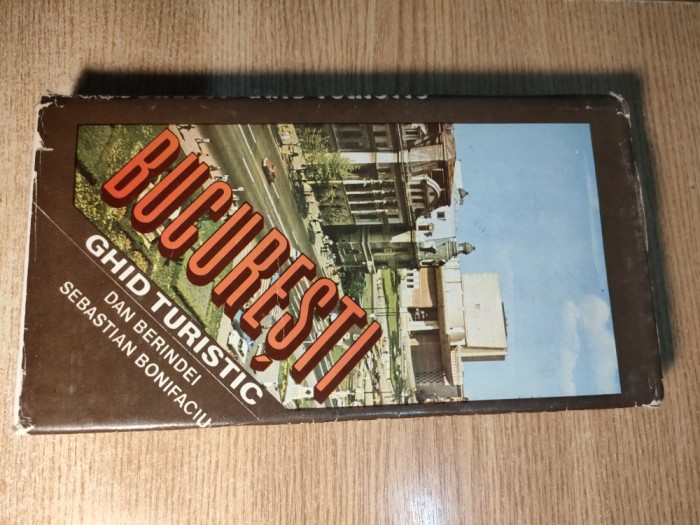 BUCUREȘTI
GHID TURISTIC
DAN BERINDEI
SEBASTIAN BONIFACIU